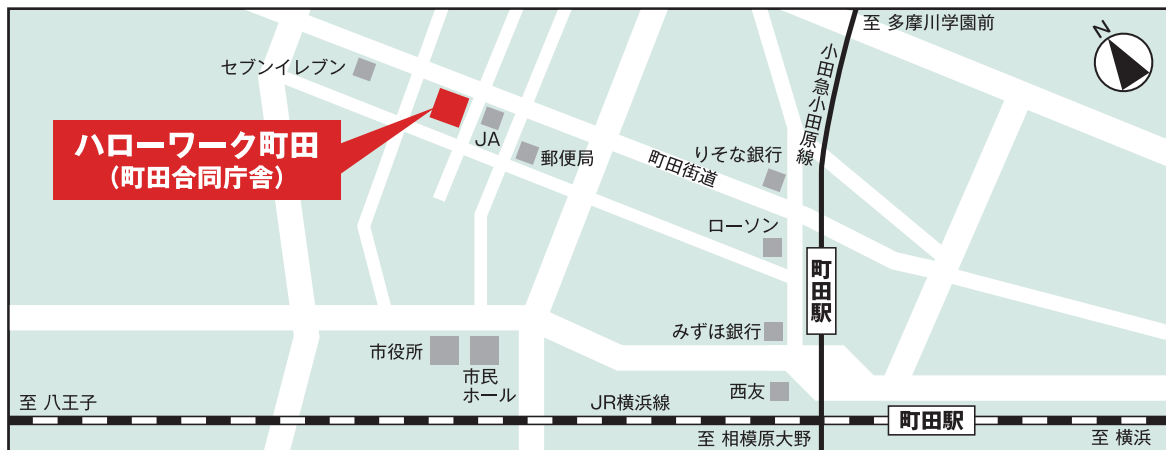 至 多摩川学園前
N
小田急小田原線
セブンイレブン
ハローワーク町田
（町田合同庁舎）
JA
郵便局
町田街道
りそな銀行
ローソン
町田駅
みずほ銀行
市役所
市民
ホール
西友
至 八王子
JR横浜線
町田駅
至 相模原大野
至 横浜